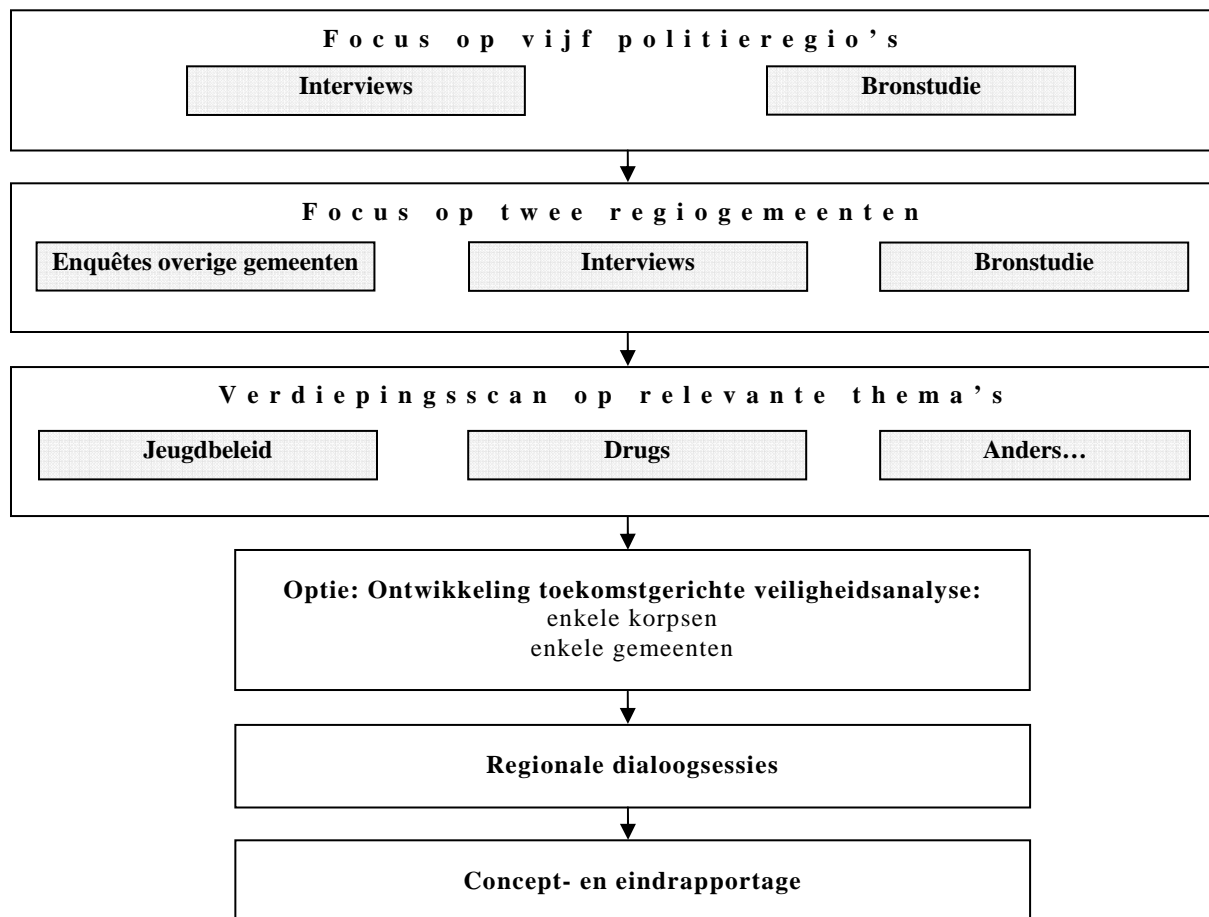 Focus op vijf politieregio's
Interviews
Bronstudie
Focus op twee regiogemeenten
Enquêtes overige gemeenten
Interviews
Bronstudie
Verdiepingsscan op relevante thema's
Jeugdbeleid
Drugs
Anders…
Optie: Ontwikkeling toekomstgerichte veiligheidsanalyse:
enkele korpsen
enkele gemeenten
Regionale dialoogsessies
Concept- en eindrapportage